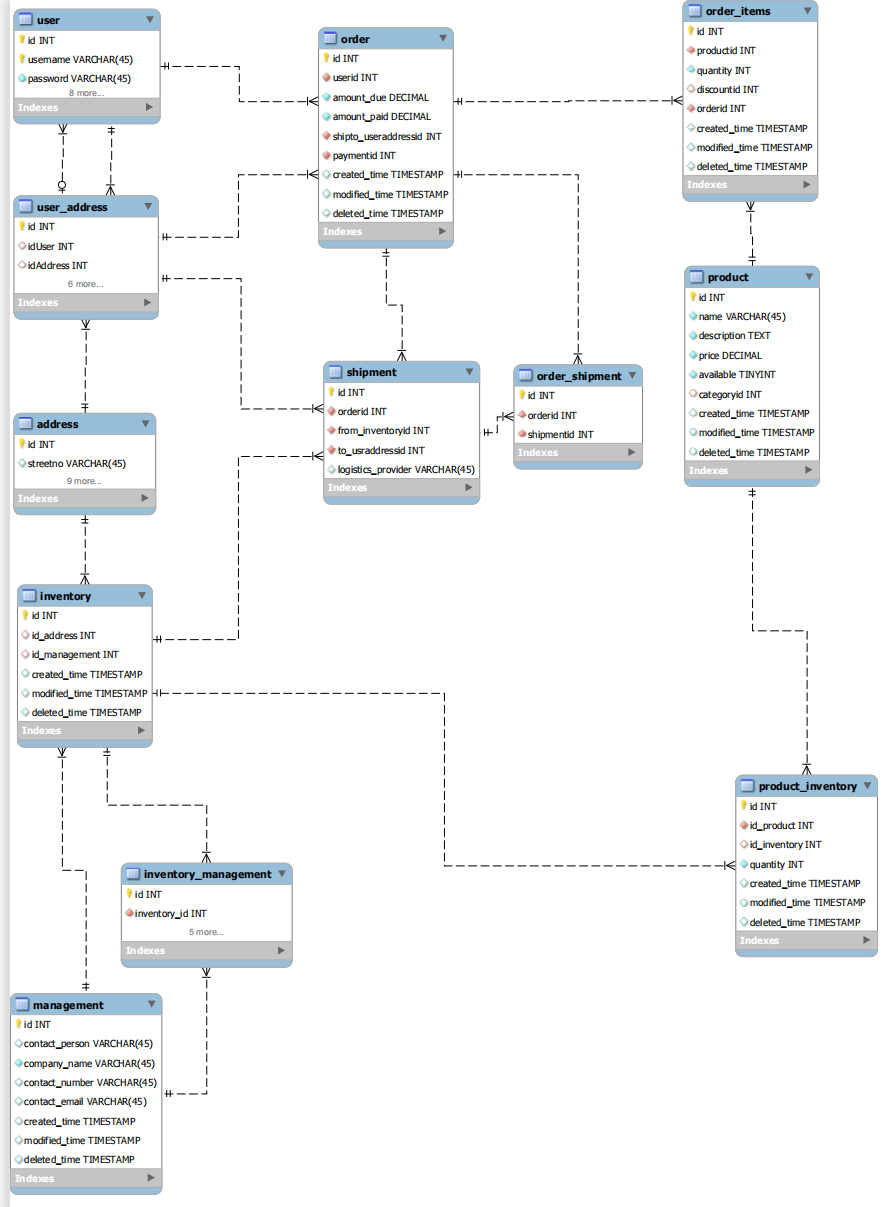 user
id INT
username VARCHAR(45)
password VARCHAR(45)
8 more...
Indexes
user_address
id INT
idUser INT
idAddress INT
6 more...
Indexes
address
id INT
streetno VARCHAR(45)
9 more...
Indexes
inventory
id INT
id_address INT
id_management INT
created_time TIMESTAMP
modified_time TIMESTAMP
deleted_time TIMESTAMP
Indexes
inventory_management
id INT
inventory_id INT
5 more...
Indexes
management
id INT
contact_person VARCHAR(45)
company_name VARCHAR(45)
contact_number VARCHAR(45)
contact_email VARCHAR(45)
created_time TIMESTAMP
modified_time TIMESTAMP
deleted_time TIMESTAMP
Indexes
order
id INT
userid INT
amount_due DECIMAL
amount_paid DECIMAL
shipto_useraddressid INT
paymentid INT
created_time TIMESTAMP
modified_time TIMESTAMP
deleted_time TIMESTAMP
Indexes
shipment
id INT
orderid INT
from_inventoryid INT
to_usraddressid INT
logistics_provider VARCHAR(45)
Indexes
order_shipment
id INT
orderid INT
shipmentid INT
Indexes
order_items
id INT
productid INT
quantity INT
discountid INT
orderid INT
created_time TIMESTAMP
modified_time TIMESTAMP
deleted_time TIMESTAMP
Indexes
product
id INT
name VARCHAR(45)
description TEXT
price DECIMAL
available TINYINT
categoryid INT
created_time TIMESTAMP
modified_time TIMESTAMP
deleted_time TIMESTAMP
Indexes
product_inventory
id INT
id_product INT
id_inventory INT
quantity INT
created_time TIMESTAMP
modified_time TIMESTAMP
deleted_time TIMESTAMP
Indexes